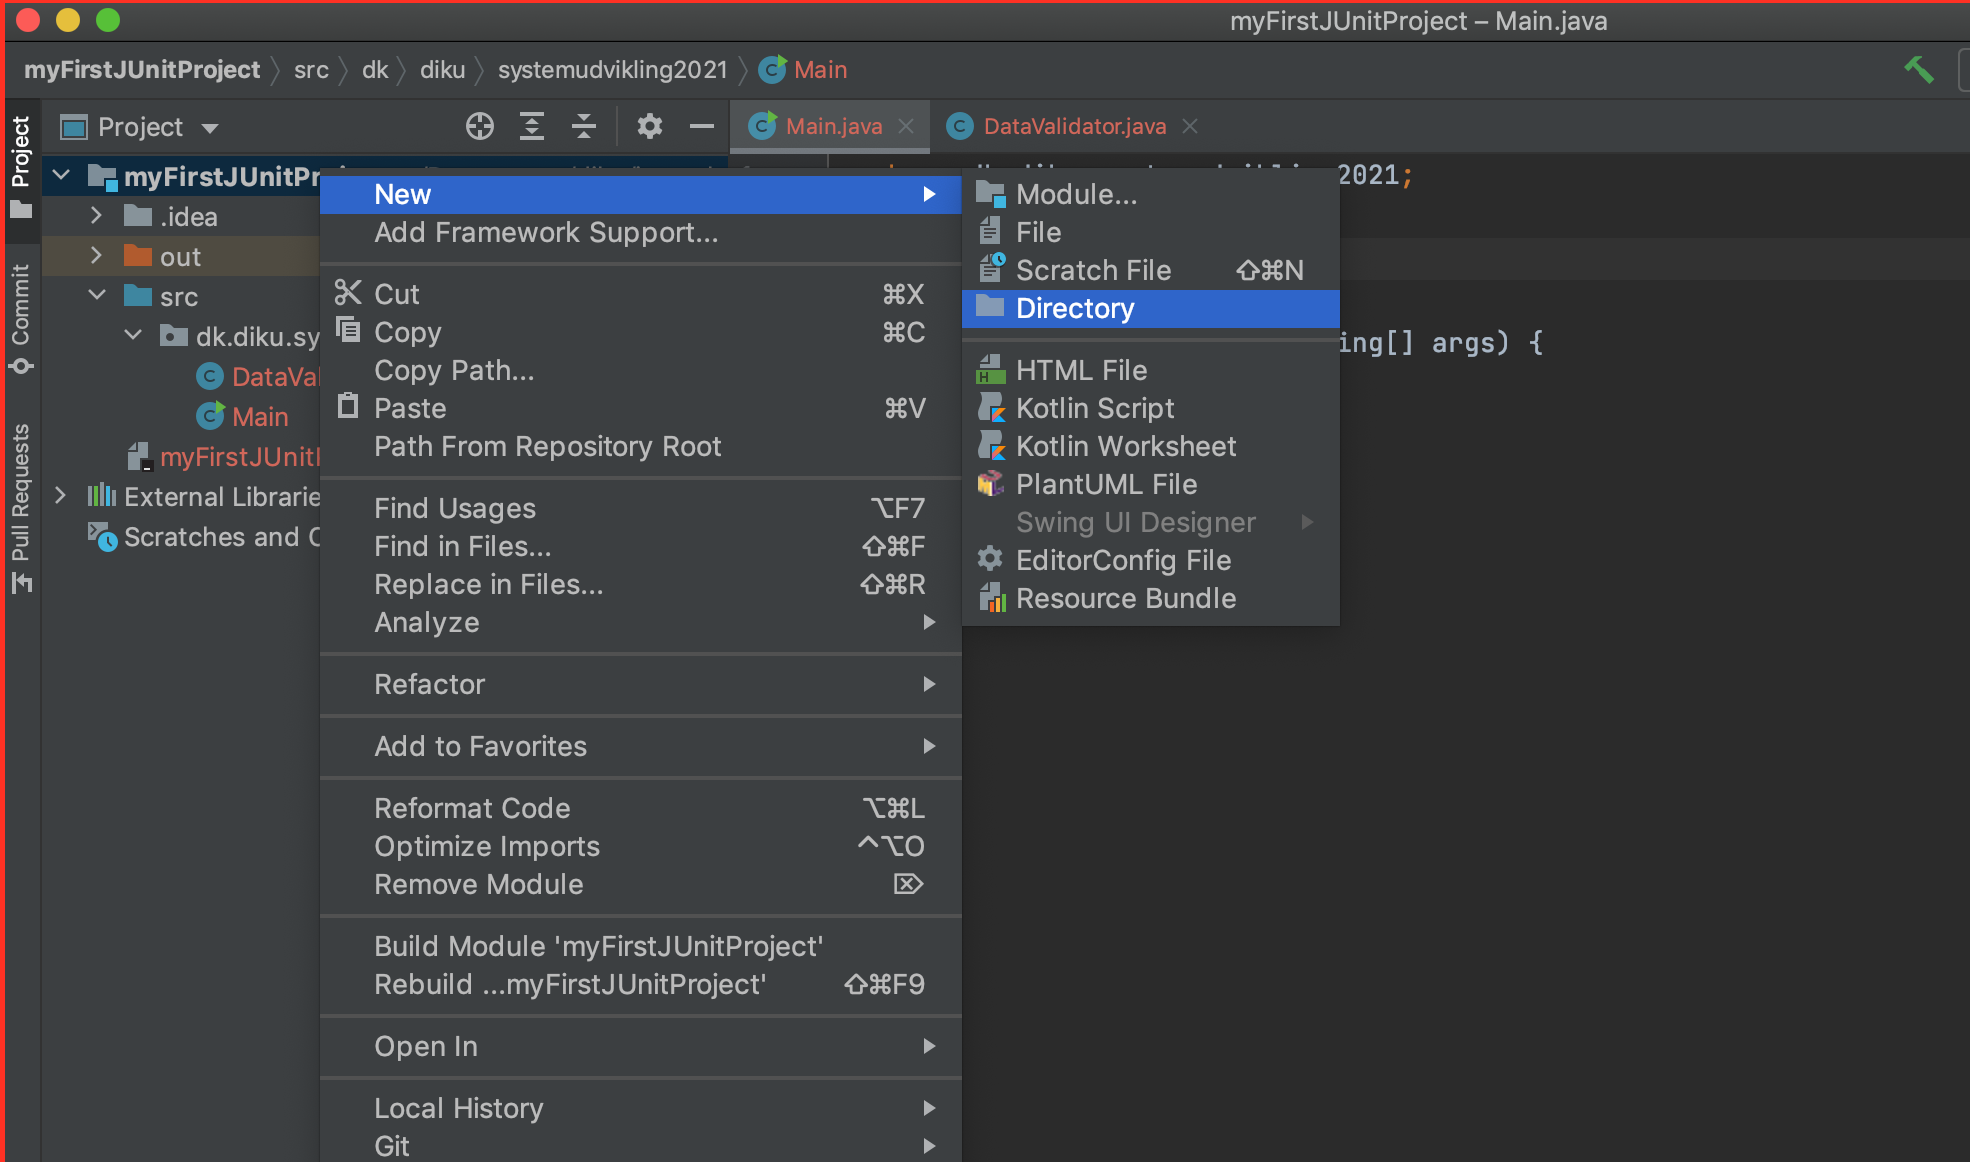 myFirstJUnitProject – Main.java
myFirstJUnitProject src dk diku systemudvikling2021 Main
Project
Main.java
DataValidator.java
Project
Commit
Pull Requests
myFirstJUnitPr
.idea
out
src
dk.diku.sy
DataVal
Main
myFirstJUnit
External Librarie
Scratches and C
New
Add Framework Support...
Cut ⌘X
Copy ⌘C
Copy Path...
Paste ⌘V
Path From Repository Root
Find Usages ⌥F7
Find in Files... ⇧⌘F
Replace in Files... ⇧⌘R
Analyze
Refactor
Add to Favorites
Reformat Code ⌥⌘L
Optimize Imports ^⌥O
Remove Module ⌦
Build Module 'myFirstJUnitProject'
Rebuild ...myFirstJUnitProject' ⇧⌘F9
Open In
Local History
Git
Module...
File
Scratch File ⇧⌘N
Directory
HTML File
Kotlin Script
Kotlin Worksheet
PlantUML File
Swing UI Designer
EditorConfig File
Resource Bundle
2021;
ing[] args) {